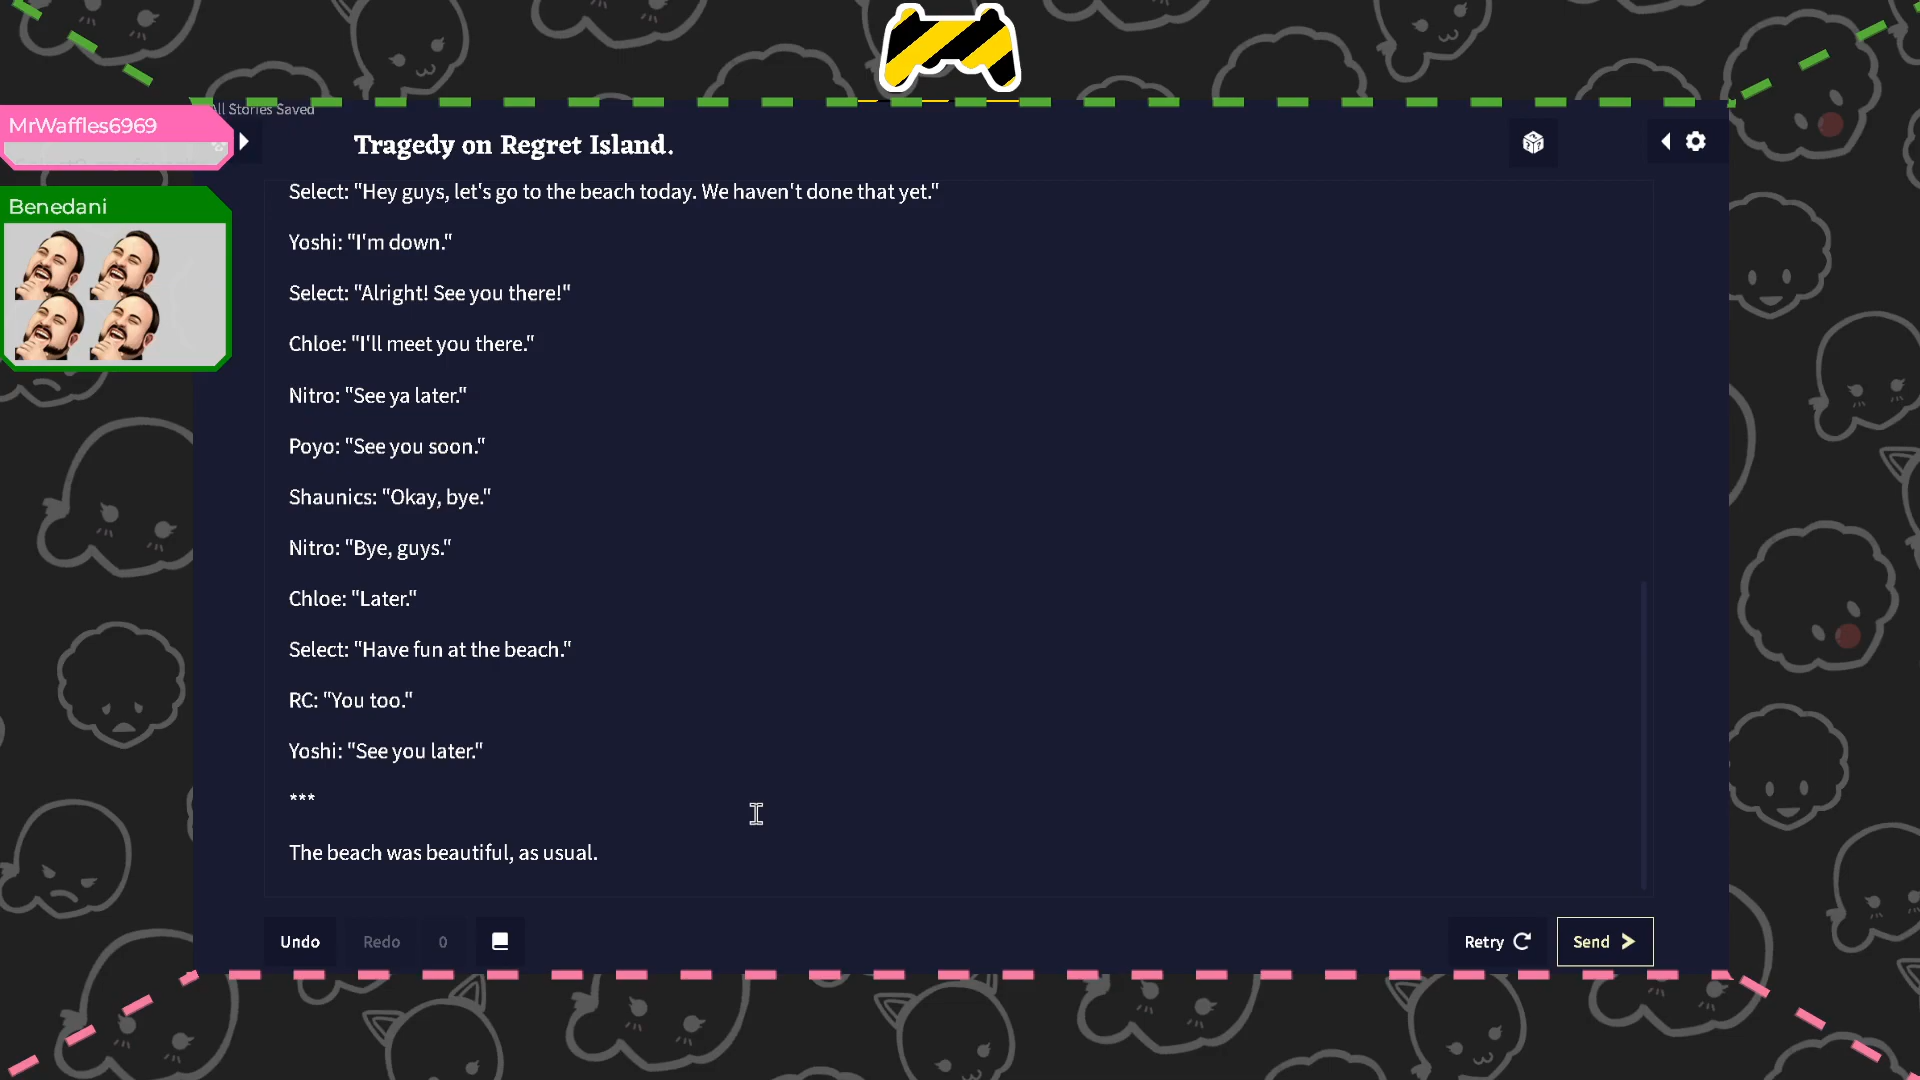 All Stories Saved
MrWaffles6969
Tragedy on Regret Island.
Select: "Hey guys, let's go to the beach today. We haven't done that yet."
Benedani
Yoshi: "I'm down."
Select: "Alright! See you there!"
Chloe: "I'll meet you there."
Nitro: "See ya later."
Poyo: "See you soon."
Shaunics: "Okay, bye."
Nitro: "Bye, guys."
Chloe: "Later."
Select: "Have fun at the beach."
RC: "You too."
Yoshi: "See you later."
***
The beach was beautiful, as usual.
Undo
Redo
0
Retry
Send